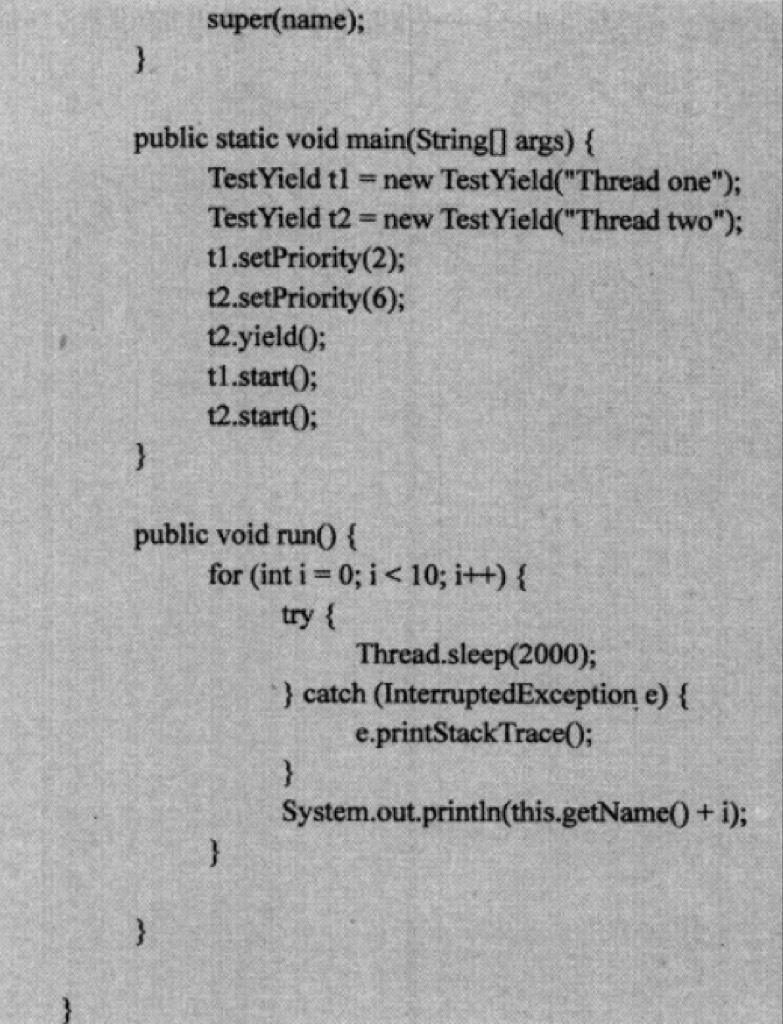 super(name);
}
public static void main(String[] args) {
TestYield t1 = new TestYield("Thread one");
TestYield t2 = new TestYield("Thread two");
t1.setPriority(2);
t2.setPriority(6);
t2.yield();
t1.start();
t2.start();
}
public void run() {
for (int i = 0; i < 10; i++) {
try {
Thread.sleep(2000);
} catch (InterruptedException e) {
e.printStackTrace();
}
System.out.println(this.getName() + i);
}
}
}